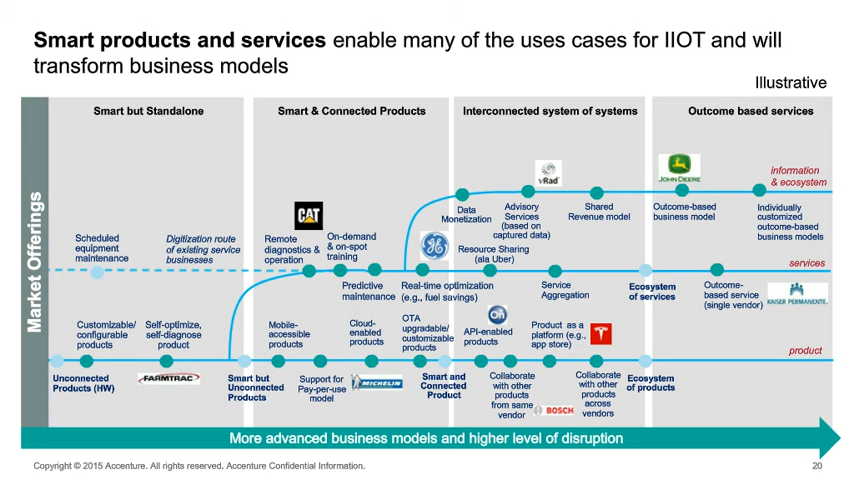 Smart products and services enable many of the uses cases for IIOT and will
transform business models
Illustrative
Smart but Standalone
Smart & Connected Products
Interconnected system of systems
Outcome based services
Market Offerings
information
& ecosystem
vRad
JOHN DEERE
CAT
GE
Data
Monetization
Advisory
Services
(based on
captured data)
Shared
Revenue model
Outcome-based
business model
Individually
customized
outcome-based
business models
Scheduled
equipment
maintenance
Digitization route
of existing service
businesses
Remote
diagnostics &
operation
On-demand
& on-spot
training
Resource Sharing
(ala Uber)
services
Predictive
maintenance
Real-time optimization
(e.g., fuel savings)
Service
Aggregration
Ecosystem
of services
Outcome-
based service
(single vendor)
KAISER PERMANENTE.
Customizable/
configurable
products
Self-optimize,
self-diagnose
product
Mobile-
accessible
products
Cloud-
enabled
products
OTA
upgradable/
customizable
products
On
API-enabled
products
Product as a
platform (e.g.,
app store)
product
Unconnected
Products (HW)
FARMTRAC
Smart but
Unconnected
Products
Support for
Pay-per-use
model
MICHELIN
Smart and
Connected
Product
Collaborate
with other
products
from same
vendor
BOSCH
Collaborate
with other
products
across
vendors
Ecosystem
of products
More advanced business models and higher level of disruption
Copyright © 2015 Accenture. All rights reserved. Accenture Confidential Information.
20